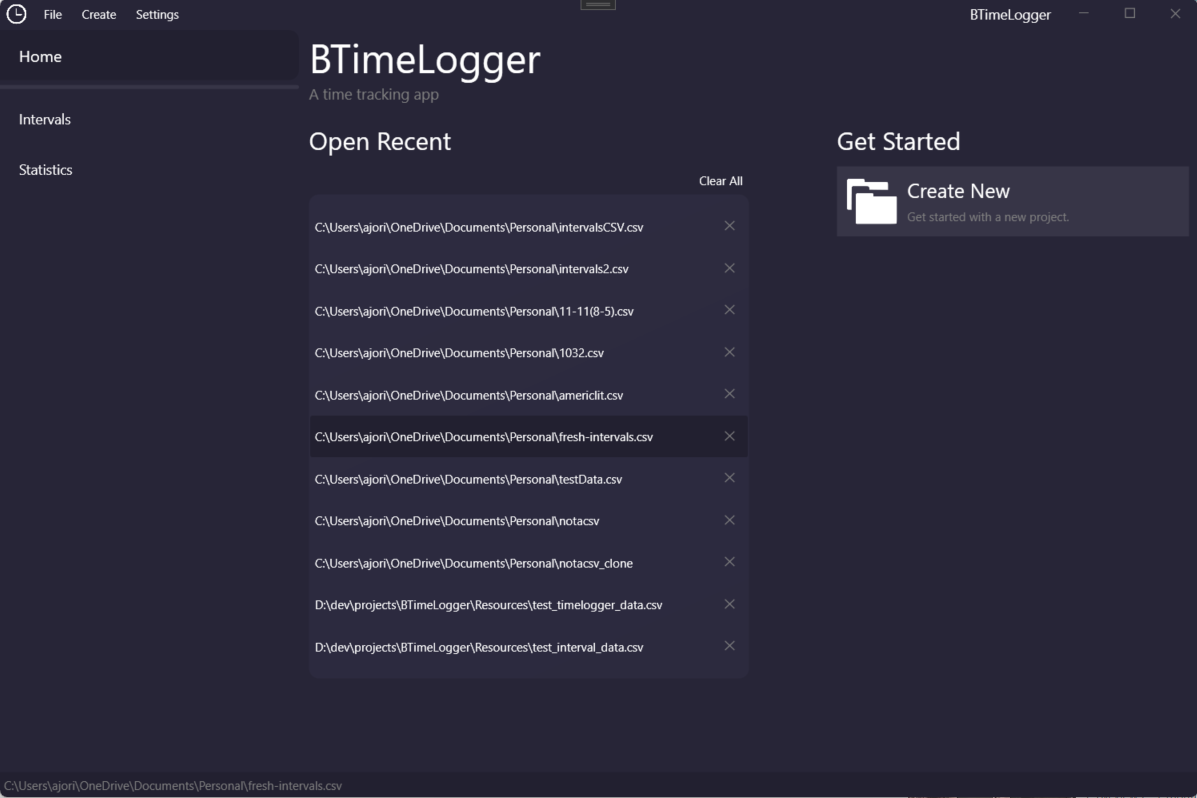 File Create Settings BTimeLogger
Home
Intervals
Statistics
BTimeLogger
A time tracking app
Open Recent
Clear All
C:\Users\ajori\OneDrive\Documents\Personal\intervalsCSV.csv
C:\Users\ajori\OneDrive\Documents\Personal\intervals2.csv
C:\Users\ajori\OneDrive\Documents\Personal\11-11(8-5).csv
C:\Users\ajori\OneDrive\Documents\Personal\1032.csv
C:\Users\ajori\OneDrive\Documents\Personal\americlit.csv
C:\Users\ajori\OneDrive\Documents\Personal\fresh-intervals.csv
C:\Users\ajori\OneDrive\Documents\Personal\testData.csv
C:\Users\ajori\OneDrive\Documents\Personal\notacsv
C:\Users\ajori\OneDrive\Documents\Personal\notacsv_clone
D:\dev\projects\BTimeLogger\Resources\test_timelogger_data.csv
D:\dev\projects\BTimeLogger\Resources\test_interval_data.csv
Get Started
Create New
Get started with a new project.
C:\Users\ajori\OneDrive\Documents\Personal\fresh-intervals.csv